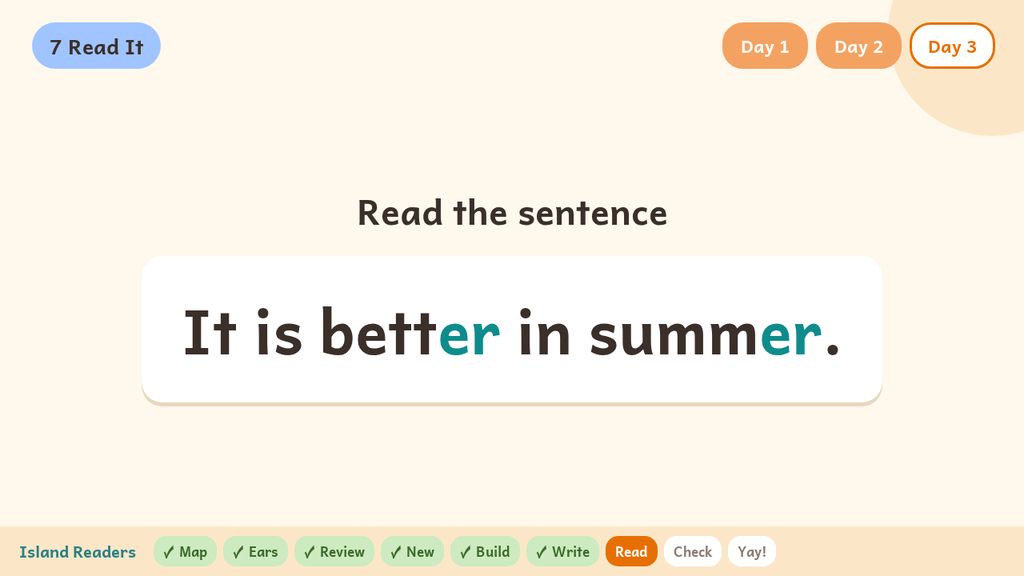 7 Read It
Day 1 Day 2 Day 3
Read the sentence
It is better in summer.
Island Readers ✓ Map ✓ Ears ✓ Review ✓ New ✓ Build ✓ Write Read Check Yay!